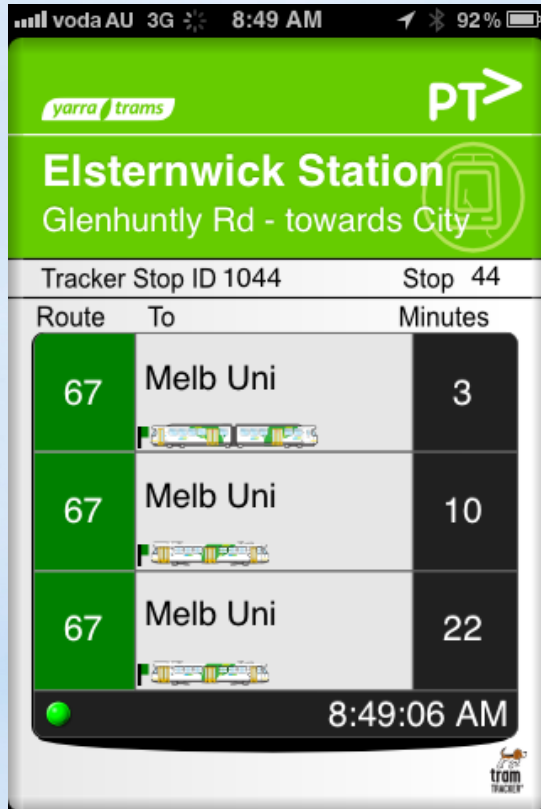 voda AU 3G 8:49 AM 92%
yarra trams PT>
Elsternwick Station
Glenhuntly Rd - towards City
Tracker Stop ID 1044 Stop 44
Route To Minutes
67 Melb Uni 3
67 Melb Uni 10
67 Melb Uni 22
8:49:06 AM
tram
TRACKER